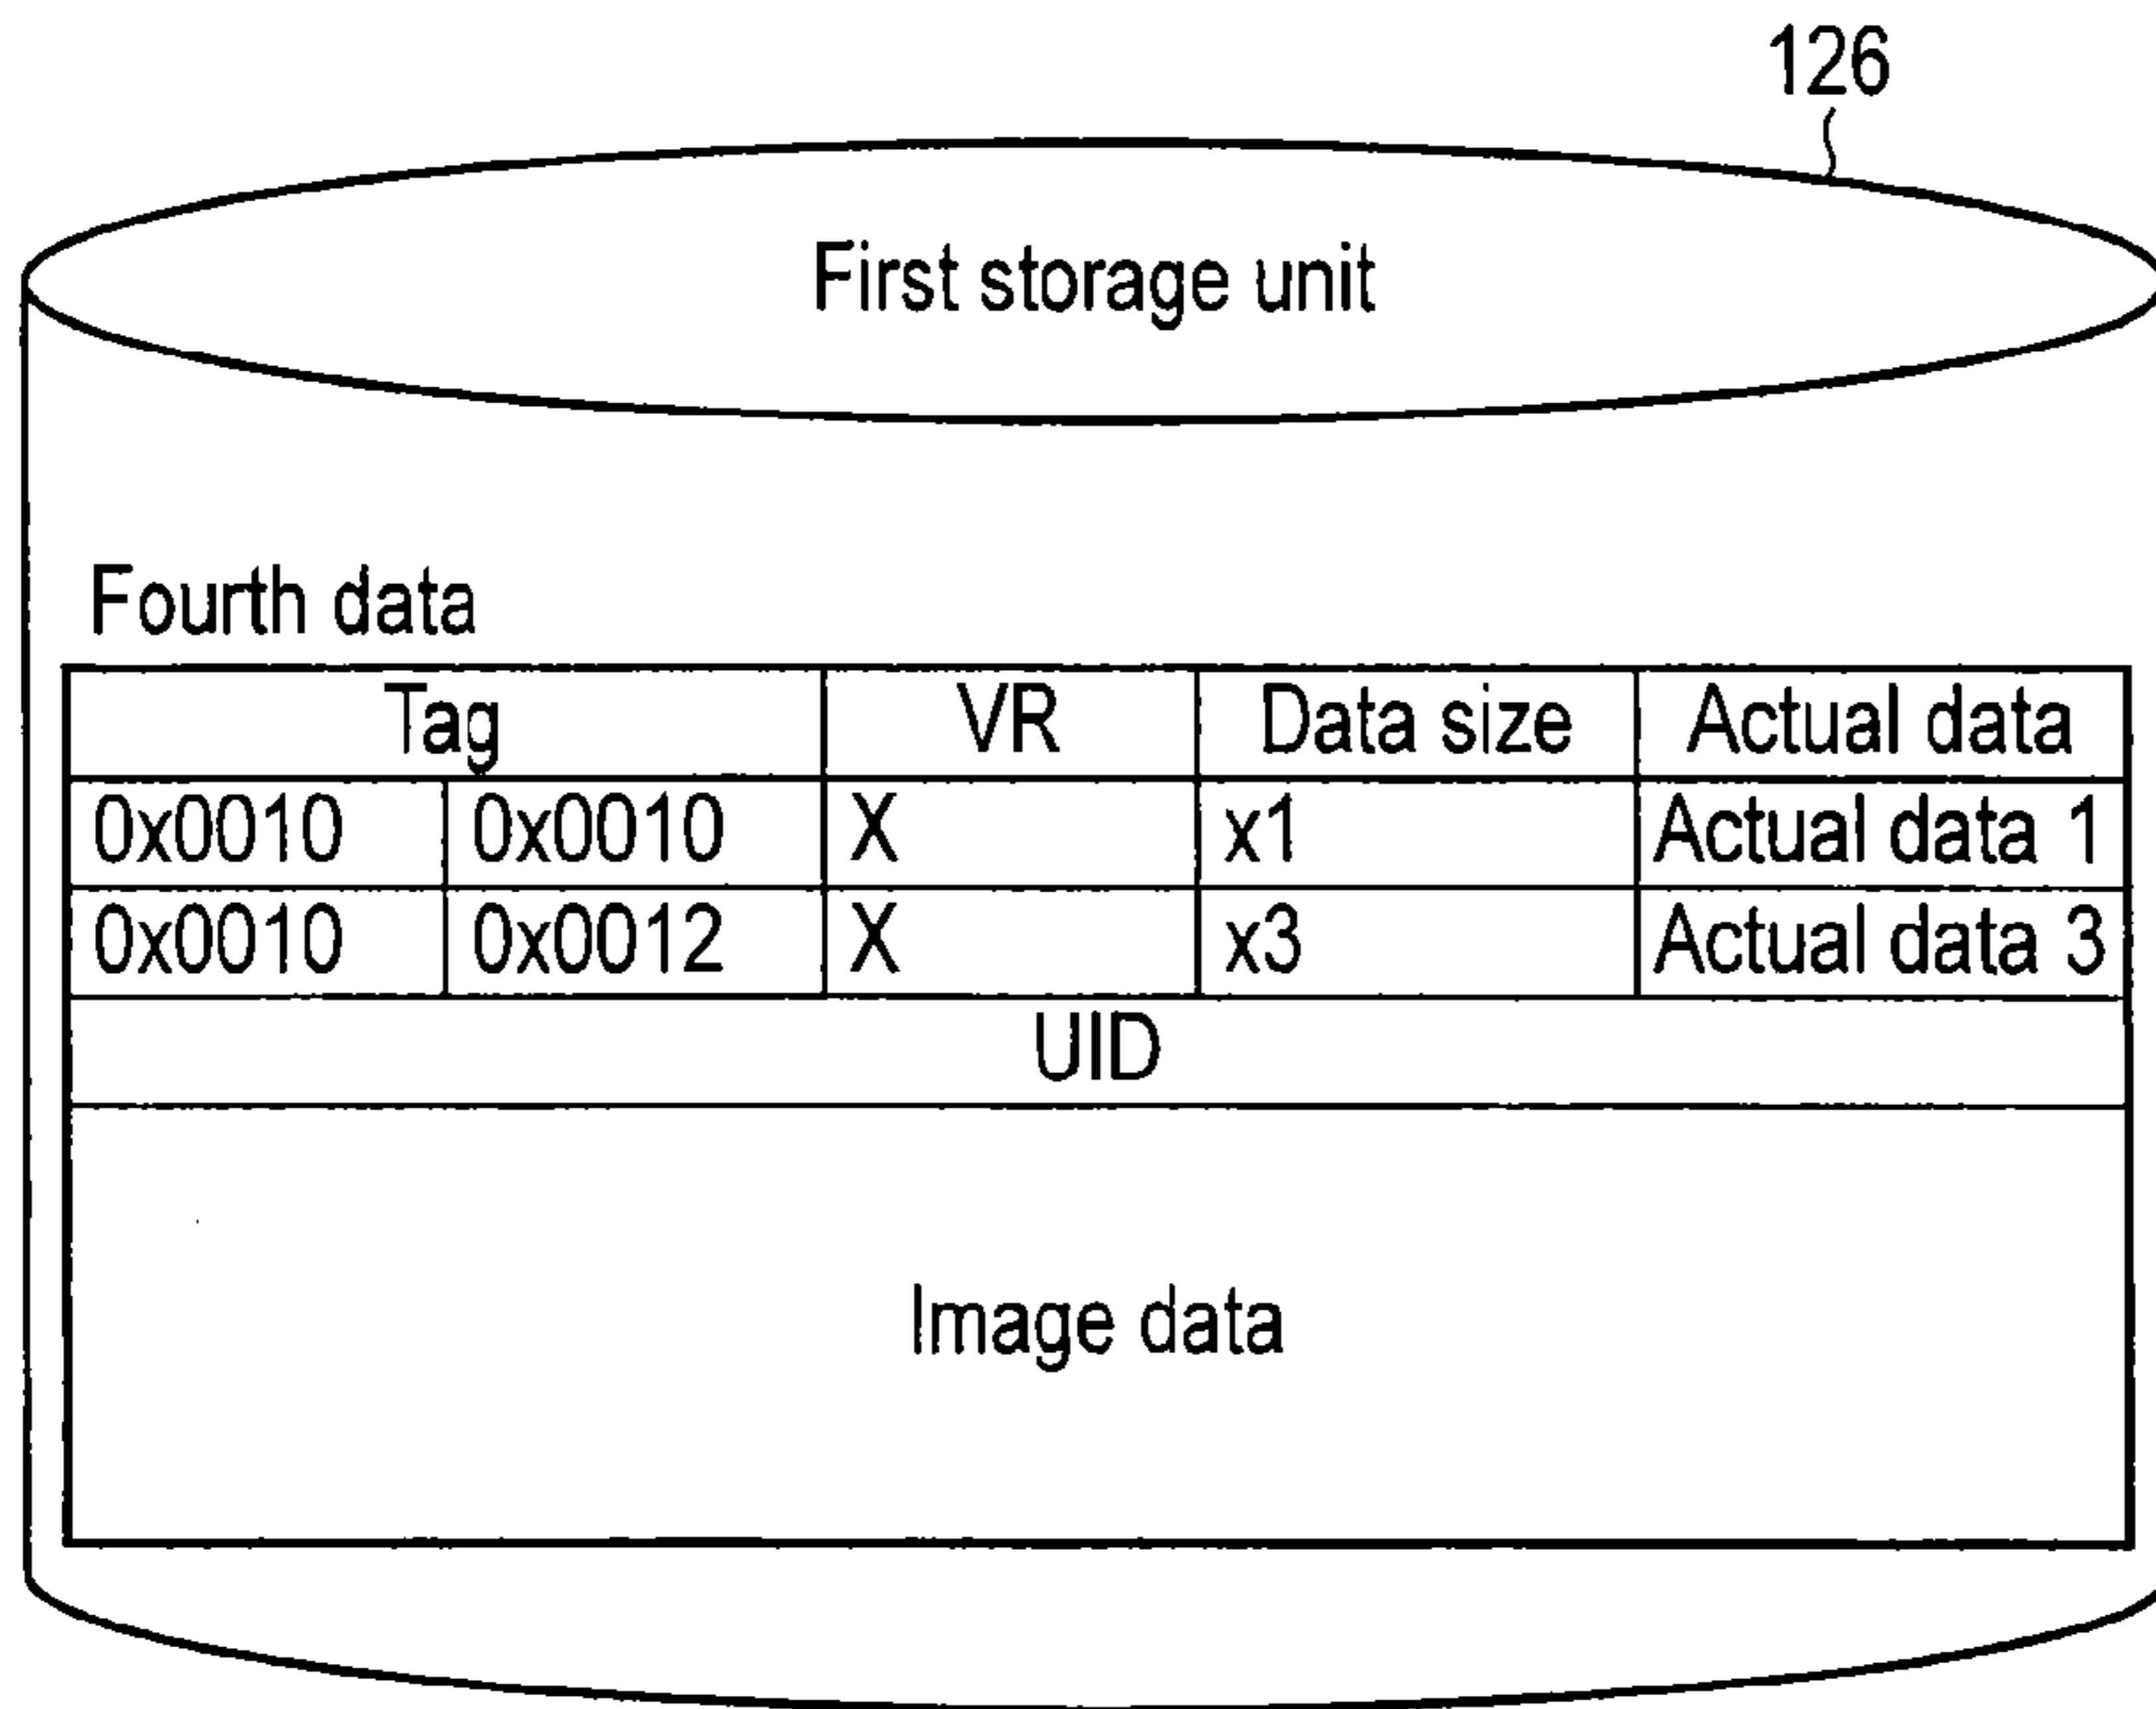 126
First storage unit
Fourth data
Tag VR Data size Actual data
0x0010 0x0010 X x1 Actual data 1
0x0010 0x0012 X x3 Actual data 3
UID
Image data